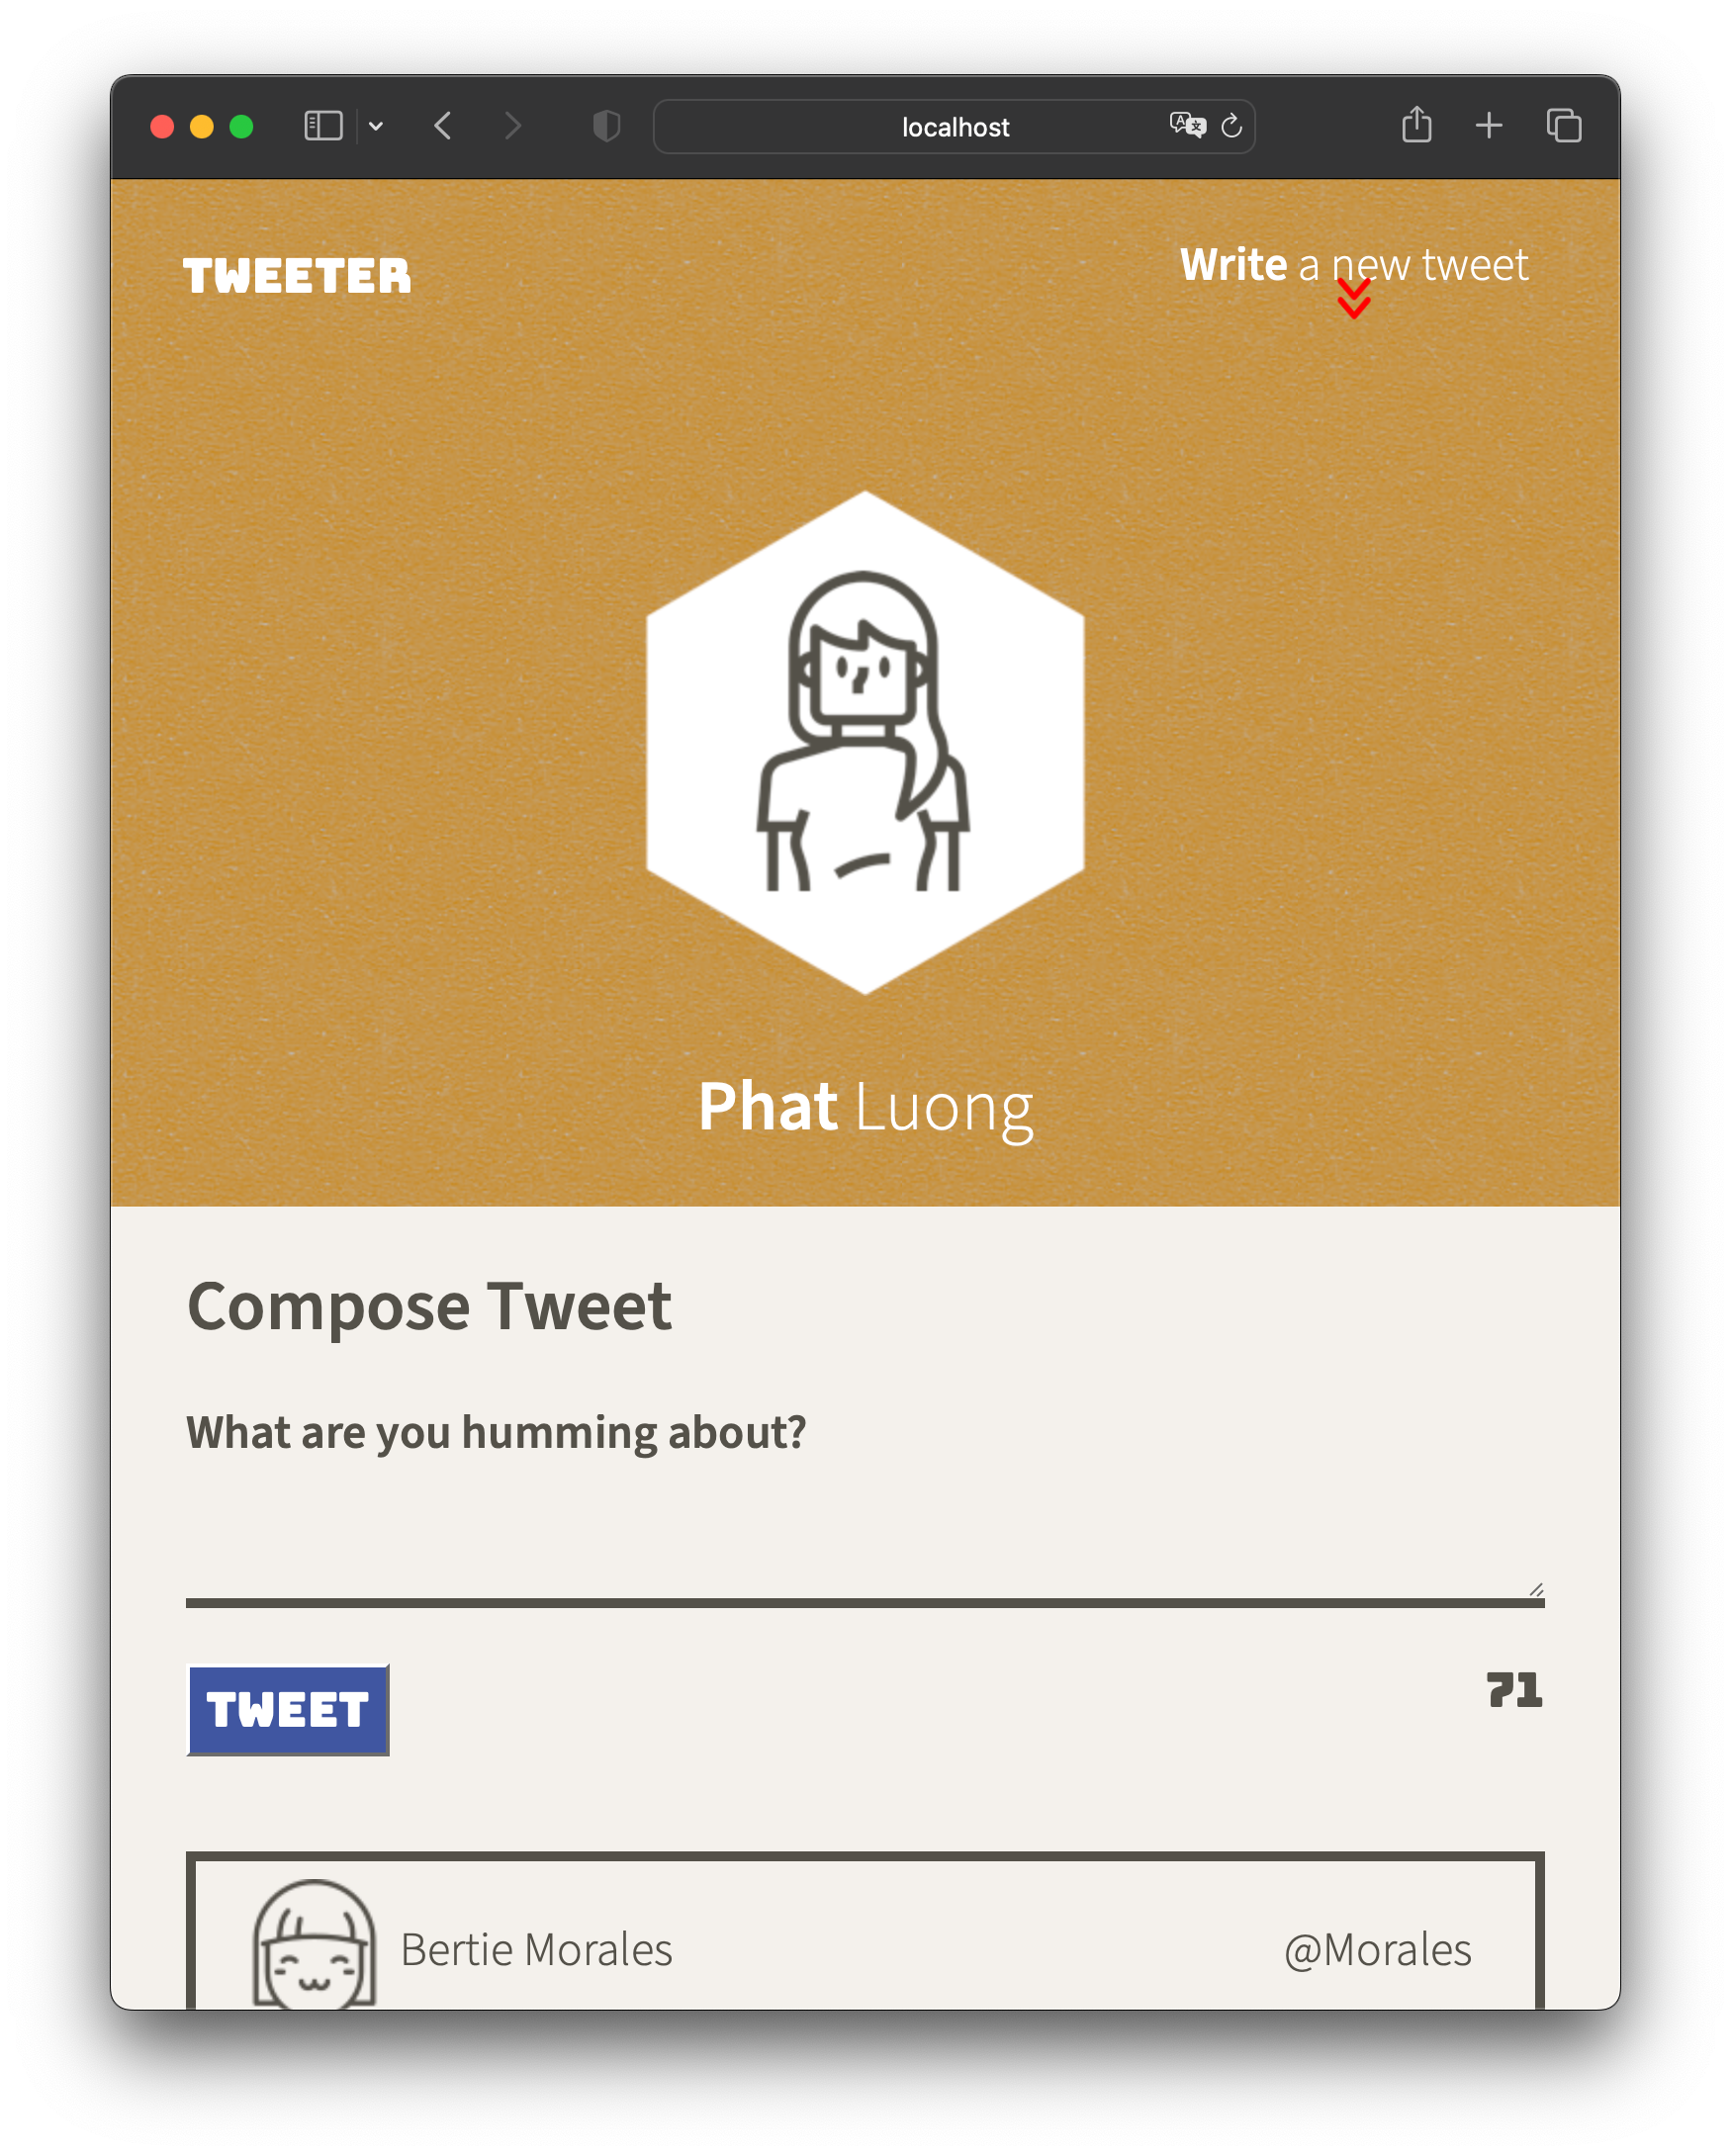 localhost
TWEETER
Write a new tweet
Phat Luong
Compose Tweet
What are you humming about?
TWEET
71
Bertie Morales
@Morales